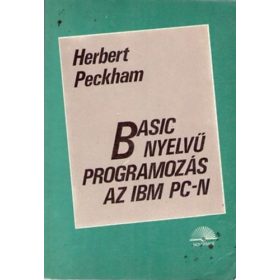 Herbert
Peckham
BASIC
NYELVŰ
PROGRAMOZÁS
AZ IBM PC-N